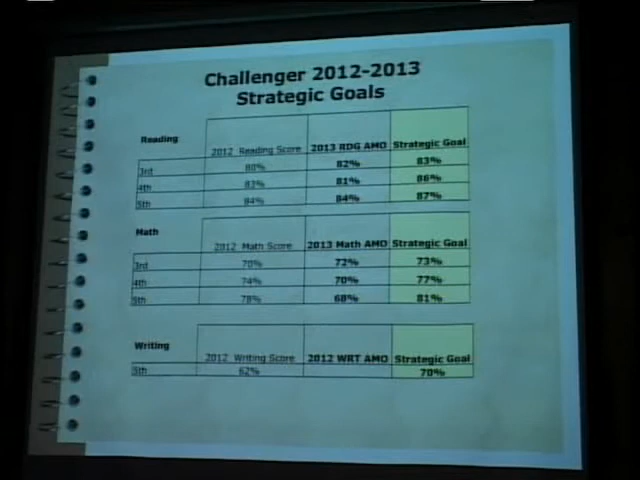 Challenger 2012-2013
Strategic Goals
Reading
2012 Reading Score 2013 RDG AMO Strategic Goal
3rd 80% 82% 83%
4th 82% 81% 86%
5th 84% 84% 87%
Math
2012 Math Score 2013 Math AMO Strategic Goal
3rd 70% 72% 73%
4th 74% 70% 77%
5th 78% 68% 81%
Writing
2012 Writing Score 2012 WRT AMO Strategic Goal
5th 62% 70%